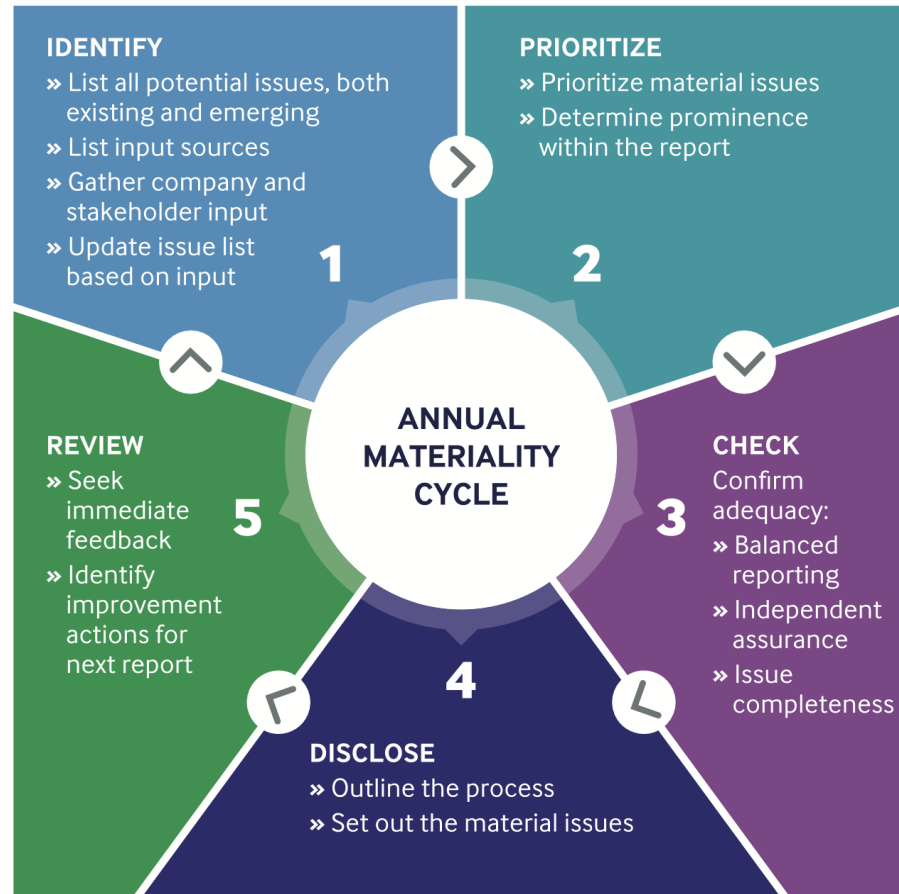 IDENTIFY
» List all potential issues, both
existing and emerging
» List input sources
» Gather company and
stakeholder input
» Update issue list
based on input
1
PRIORITIZE
» Prioritize material issues
» Determine prominence
within the report
2
ANNUAL
MATERIALITY
CYCLE
CHECK
Confirm
adequacy:
» Balanced
reporting
» Independent
assurance
» Issue
completeness
3
4
DISCLOSE
» Outline the process
» Set out the material issues
REVIEW
» Seek
immediate
feedback
» Identify
improvement
actions for
next report
5